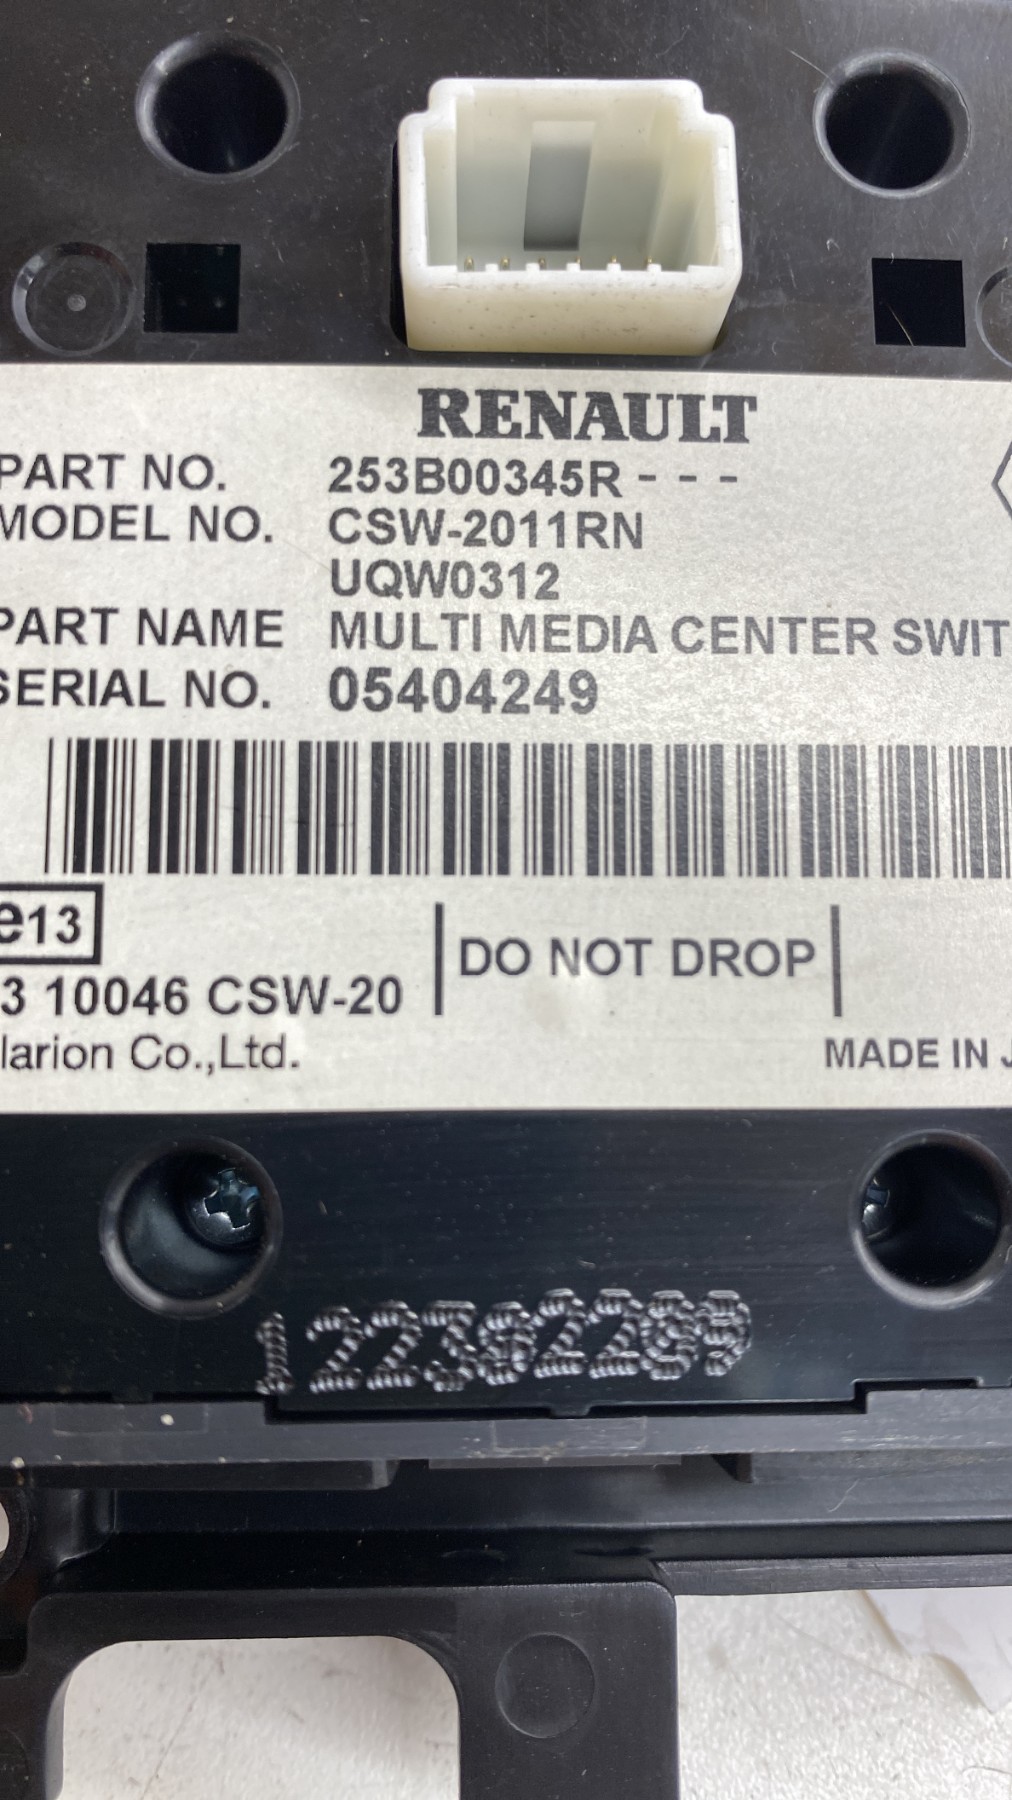 RENAULT
PART NO. 253B00345R - - -
MODEL NO. CSW-2011RN
UQW0312
PART NAME MULTI MEDIA CENTER SWIT
SERIAL NO. 05404249
e13
3 10046 CSW-20
DO NOT DROP
larion Co.,Ltd.
MADE IN J